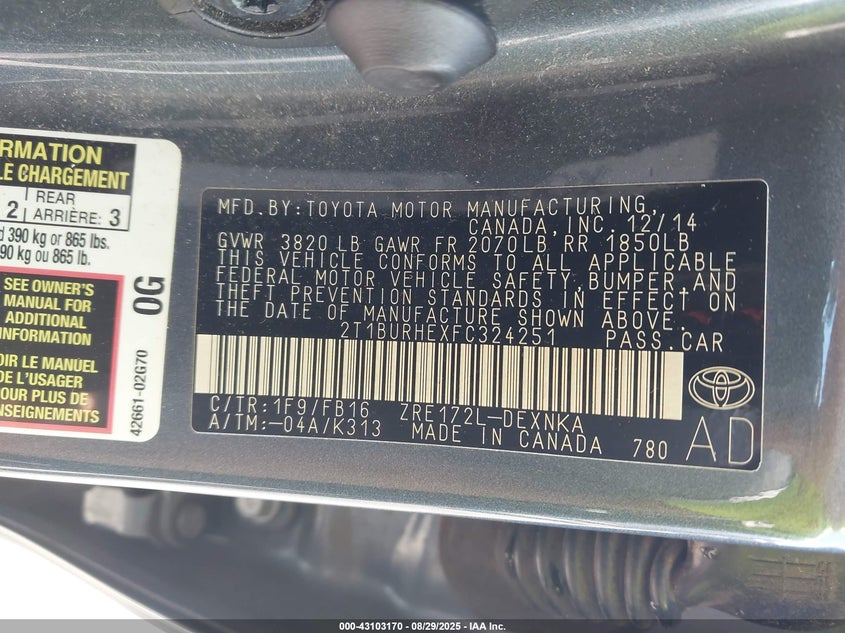 RMATION
LE CHARGEMENT
2 REAR
ARRIÈRE: 3
d 390 kg or 865 lbs.
90 kg ou 865 lb.
SEE OWNER'S
MANUAL FOR
ADDITIONAL
INFORMATION
OIR LE MANUEL
DE L'USAGER
POUR PLUS DE
ENSEIGNEMENTS
0G
42661-02G70
MFD.BY:TOYOTA MOTOR MANUFACTURING,
CANADA,INC. 12/14
GVWR 3820 LB GAWR FR 2070LB RR 1850LB
THIS VEHICLE CONFORMS TO ALL APPLICABLE
FEDERAL MOTOR VEHICLE SAFETY,BUMPER,AND
THEFT PREVENTION STANDARDS IN EFFECT ON
THE DATE OF MANUFACTURE SHOWN ABOVE.
2T1BURHEXFC324251 PASS.CAR
C/TR:1F9/FB16 ZRE172L-DEXNKA
A/TM:-04A/K313 MADE IN CANADA 780
AD
000-43103170 - 08/29/2025 - IAA Inc.